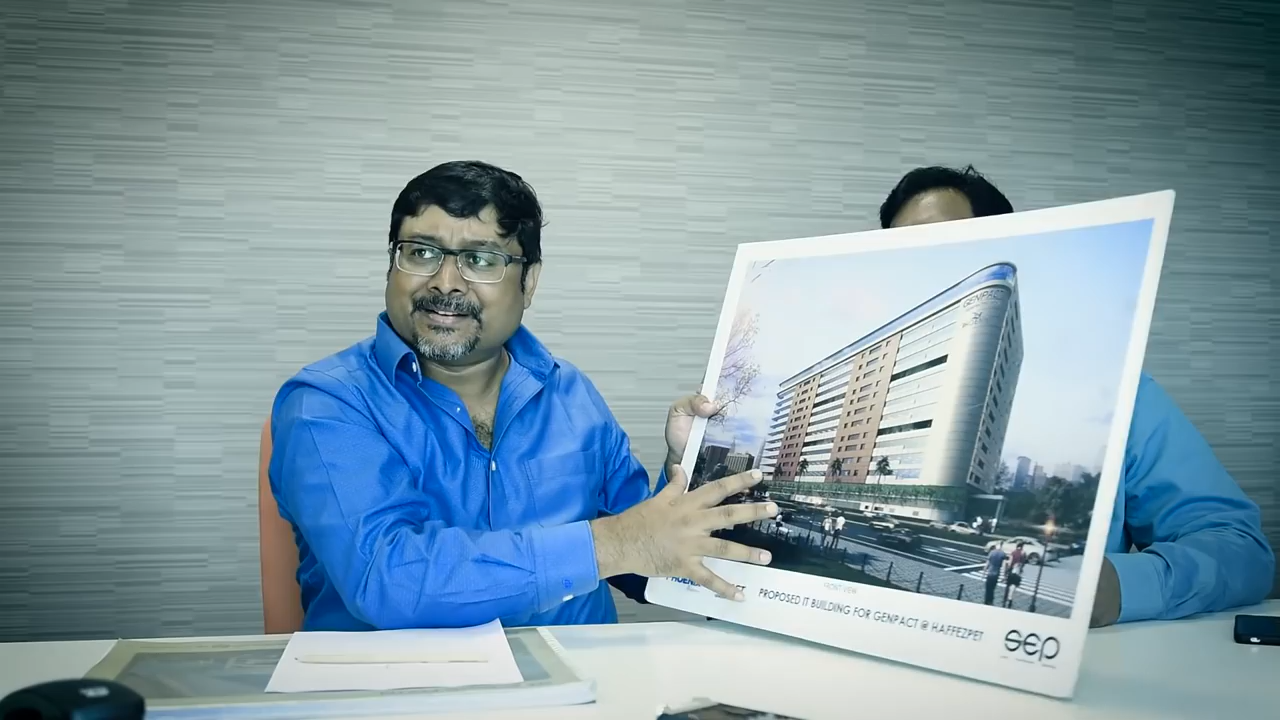 GENPACT
FRONT VIEW
PROPOSED IT BUILDING FOR GENPACT @ HAFFEZPET
sep